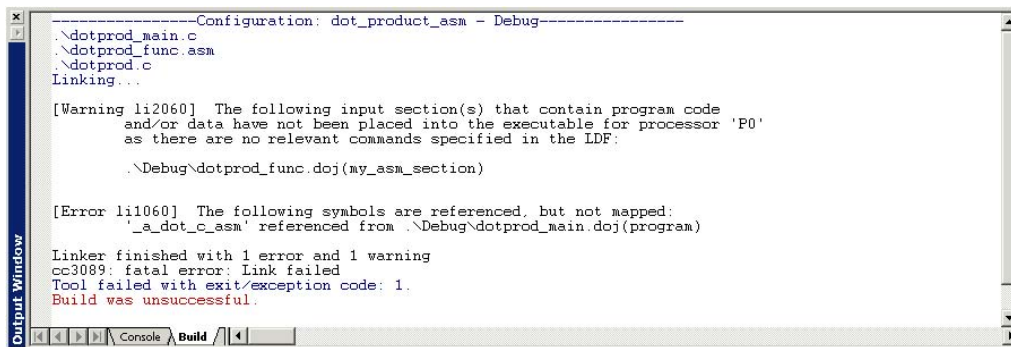 ----------------Configuration: dot_product_asm - Debug----------------
.\dotprod_main.c
.\dotprod_func.asm
.\dotprod.c
Linking...
[Warning li2060]  The following input section(s) that contain program code
and/or data have not been placed into the executable for processor 'P0'
as there are no relevant commands specified in the LDF:
.\Debug\dotprod_func.doj(my_asm_section)
[Error li1060]  The following symbols are referenced, but not mapped:
'_a_dot_c_asm' referenced from .\Debug\dotprod_main.doj(program)
Linker finished with 1 error and 1 warning
cc3089: fatal error: Link failed
Tool failed with exit/exception code: 1.
Build was unsuccessful.
Output Window
Console
Build